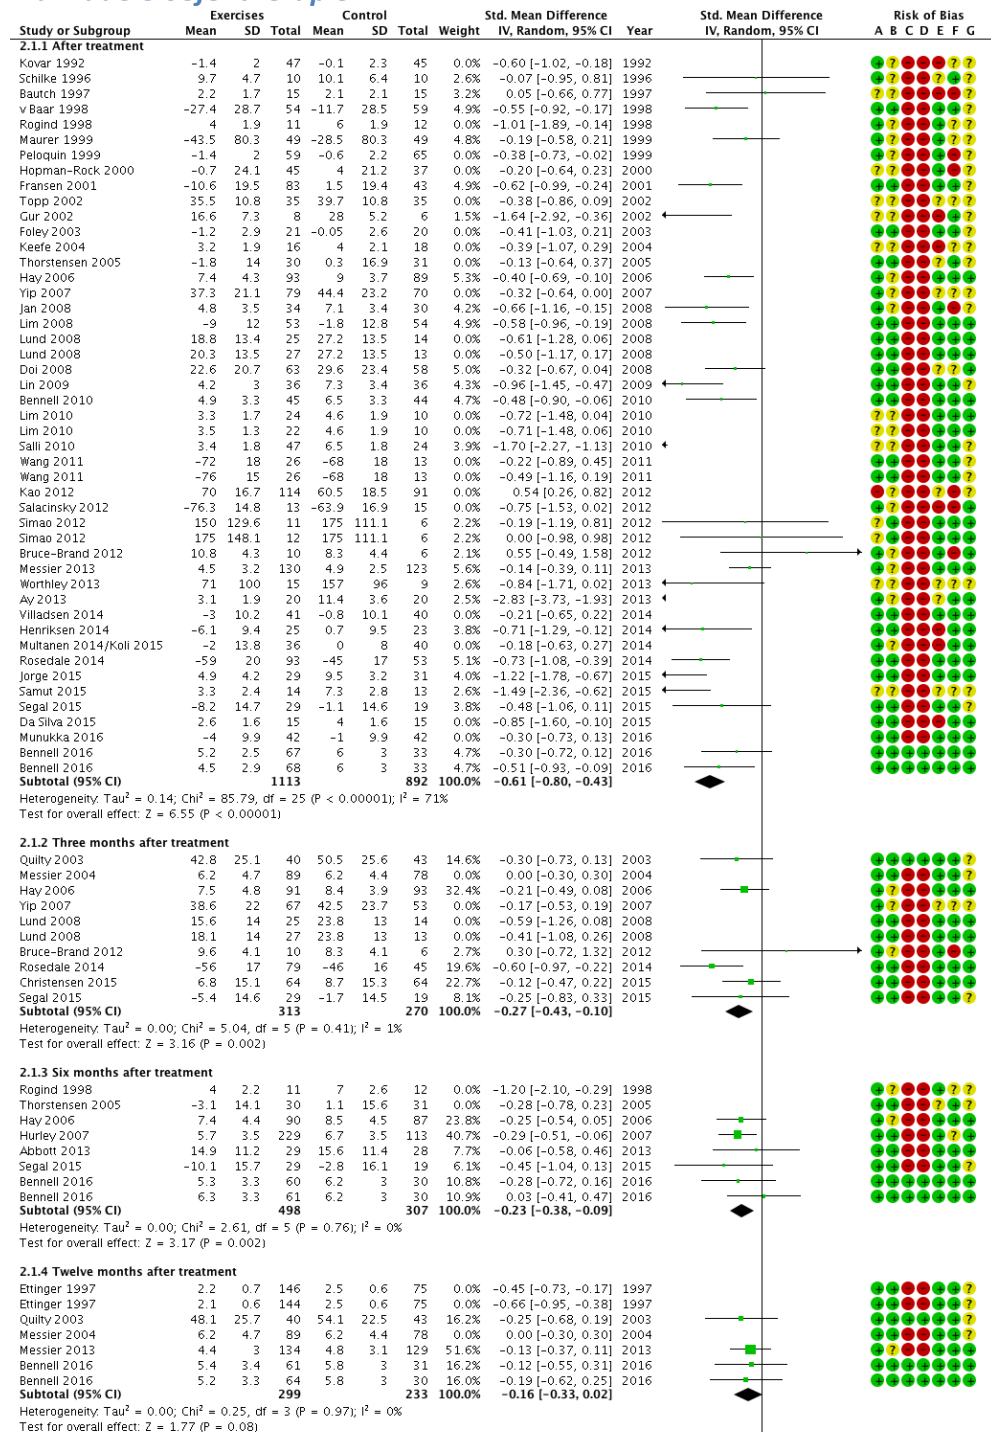 Exercises Control Std. Mean Difference Std. Mean Difference Risk of Bias
Study or Subgroup Mean SD Total Mean SD Total Weight IV, Random, 95% CI Year IV, Random, 95% CI A B C D E F G
2.1.1 After treatment
Kovar 1992 -1.4 2 47 -0.1 2.3 45 0.0% -0.60 [-1.02, -0.18] 1992
Schilke 1996 9.7 4.7 10 10.1 6.4 10 2.5% -0.07 [-0.95, 0.81] 1996
Bautch 1997 2.2 1.7 15 2.1 2.1 15 3.2% 0.05 [-0.66, 0.77] 1997
v Baar 1998 -27.4 28.7 54 -11.7 28.5 59 4.9% -0.55 [-0.92, -0.17] 1998
Rogind 1998 4 1.9 11 6 1.9 12 0.0% -1.01 [-1.89, -0.14] 1998
Maurer 1999 -43.5 80.3 49 -28.5 80.3 49 4.8% -0.19 [-0.58, 0.21] 1999
Peloquin 1999 -1.4 2 59 -0.6 2.2 65 0.0% -0.38 [-0.73, -0.02] 1999
Hopman-Rock 2000 -0.7 24.1 45 4 21.2 37 0.0% -0.20 [-0.64, 0.23] 2000
Fransen 2001 -10.6 19.5 83 1.5 19.4 43 0.0% -0.62 [-0.99, -0.24] 2001
Topp 2002 35.5 10.8 35 39.7 10.8 35 0.0% -0.38 [-0.86, 0.09] 2002
Gur 2002 16.6 7.3 8 28 5.2 6 1.5% -1.64 [-2.92, -0.36] 2002
Foley 2003 -1.2 2.9 21 -0.05 2.6 20 0.0% -0.41 [-1.03, 0.21] 2003
Keefe 2004 3.2 1.9 16 4 2.1 18 0.0% -0.39 [-1.07, 0.29] 2004
Thorstensen 2005 -1.8 14 30 0.3 16.9 31 0.0% -0.13 [-0.64, 0.37] 2005
Hay 2006 7.4 4.3 93 9 3.7 89 5.3% -0.40 [-0.69, -0.10] 2006
Yip 2007 37.3 21.1 79 44.4 23.2 70 0.0% -0.32 [-0.64, 0.00] 2007
Jan 2008 4.8 3.5 34 7.1 3.4 30 0.0% -0.66 [-1.16, -0.15] 2008
Lim 2008 -9 12 53 -1.8 12.8 54 4.9% -0.58 [-0.96, -0.19] 2008
Lund 2008 18.8 13.4 25 27.2 13.5 14 0.0% -0.61 [-1.28, 0.06] 2008
Lund 2008 20.3 13.5 27 27.2 13.5 13 0.0% -0.50 [-1.17, 0.17] 2008
Doi 2008 22.6 20.7 63 29.6 23.4 58 0.0% -0.32 [-0.67, 0.04] 2008
Lin 2009 4.2 3 36 7.3 3.4 36 4.3% -0.96 [-1.45, -0.47] 2009
Bennell 2010 4.9 3.3 45 6.5 3.3 44 0.0% -0.48 [-0.90, -0.06] 2010
Lim 2010 3.3 1.7 24 4.6 1.9 10 0.0% -0.72 [-1.48, 0.04] 2010
Lim 2010 3.5 1.3 22 4.6 1.9 10 0.0% -0.71 [-1.48, 0.06] 2010
Salli 2010 3.4 1.8 47 6.5 1.8 24 3.9% -1.70 [-2.27, -1.13] 2010
Wang 2011 -72 18 26 -68 18 13 0.0% -0.22 [-0.89, 0.45] 2011
Wang 2011 -76 15 26 -68 18 13 0.0% -0.49 [-1.16, 0.19] 2011
Kao 2012 70 16.7 114 60.5 18.5 91 0.0% 0.54 [0.26, 0.82] 2012
Salacinsky 2012 -76.3 14.8 13 -63.9 16.9 15 0.0% -0.75 [-1.53, 0.02] 2012
Simao 2012 150 129.6 11 175 111.1 6 2.2% -0.19 [-1.19, 0.81] 2012
Simao 2012 175 148.1 12 175 111.1 6 2.2% 0.00 [-0.98, 0.98] 2012
Bruce-Brand 2012 10.8 4.3 10 8.3 4.4 6 2.1% 0.55 [-0.49, 1.58] 2012
Messier 2013 4.5 3.2 130 4.9 2.5 123 5.6% -0.14 [-0.39, 0.11] 2013
Worthley 2013 71 100 15 157 96 9 2.6% -0.84 [-1.71, 0.02] 2013
Ay 2013 3.1 1.9 20 11.4 3.6 20 2.5% -2.83 [-3.73, -1.93] 2013
Villadsen 2014 -3 10.2 41 -0.8 10.1 40 0.0% -0.21 [-0.65, 0.22] 2014
Henriksen 2014 -6.1 9.4 25 0.7 9.5 23 3.8% -0.71 [-1.29, -0.12] 2014
Multanen 2014/Koli 2015 -2 13.8 36 0 8 40 0.0% -0.18 [-0.63, 0.27] 2014
Rosedale 2014 -59 20 93 -45 17 53 5.1% -0.73 [-1.08, -0.39] 2014
Jorge 2015 4.9 4.2 29 9.5 3.2 31 4.0% -1.22 [-1.78, -0.67] 2015
Samut 2015 3.3 2.4 14 7.3 2.8 13 2.6% -1.49 [-2.36, -0.62] 2015
Segal 2015 -8.2 14.7 29 -1.1 14.6 19 3.8% -0.48 [-1.06, 0.11] 2015
Da Silva 2015 2.6 1.6 15 4 1.6 15 0.0% -0.85 [-1.60, -0.10] 2015
Munukka 2016 -4 9.9 42 -1 9.9 42 0.0% -0.30 [-0.73, 0.13] 2016
Bennell 2016 5.2 2.5 67 6 3 33 4.7% -0.30 [-0.72, 0.12] 2016
Bennell 2016 4.5 2.9 68 6 3 33 4.7% -0.51 [-0.93, -0.09] 2016
Subtotal (95% CI) 1113 892 100.0% -0.61 [-0.80, -0.43]
Heterogeneity: Tau² = 0.14; Chi² = 85.79, df = 25 (P < 0.00001); I² = 71%
Test for overall effect: Z = 6.55 (P < 0.00001)
2.1.2 Three months after treatment
Quilty 2003 42.8 25.1 40 50.5 25.6 43 14.6% -0.30 [-0.73, 0.13] 2003
Messier 2004 6.2 4.7 89 6.2 4.4 78 0.0% 0.00 [-0.30, 0.30] 2004
Hay 2006 7.5 4.8 91 8.4 3.9 93 32.4% -0.21 [-0.49, 0.08] 2006
Yip 2007 38.6 22 67 42.5 23.7 53 0.0% -0.17 [-0.53, 0.19] 2007
Lund 2008 15.6 14 25 23.8 13 14 0.0% -0.59 [-1.26, 0.08] 2008
Lund 2008 18.1 14 27 23.8 13 13 0.0% -0.41 [-1.08, 0.26] 2008
Bruce-Brand 2012 9.6 4.1 10 8.3 4.1 6 2.7% 0.30 [-0.72, 1.32] 2012
Rosedale 2014 -56 17 79 -46 16 45 19.6% -0.60 [-0.97, -0.22] 2014
Christensen 2015 6.8 15.1 64 8.7 15.3 64 21.6% -0.12 [-0.47, 0.22] 2015
Segal 2015 -5.4 14.6 29 -1.7 14.5 19 9.1% -0.25 [-0.83, 0.33] 2015
Subtotal (95% CI) 313 270 100.0% -0.27 [-0.43, -0.10]
Heterogeneity: Tau² = 0.00; Chi² = 5.04, df = 5 (P = 0.41); I² = 1%
Test for overall effect: Z = 3.16 (P = 0.002)
2.1.3 Six months after treatment
Rogind 1998 4 2.2 11 7 2.6 12 0.0% -1.20 [-2.10, -0.29] 1998
Thorstensen 2005 -3.1 14.1 30 1.1 15.6 31 0.0% -0.28 [-0.78, 0.23] 2005
Hay 2006 7.4 4.4 90 8.5 4.5 87 23.8% -0.25 [-0.54, 0.05] 2006
Hurley 2007 5.7 3.5 229 6.7 3.5 113 40.7% -0.29 [-0.51, -0.06] 2007
Abbott 2013 14.9 11.2 29 15.6 11.4 28 7.7% -0.06 [-0.58, 0.46] 2013
Segal 2015 -10.1 15.7 29 -2.8 16.1 19 6.0% -0.45 [-1.04, 0.13] 2015
Bennell 2016 5.3 3.3 60 6.2 3 30 10.8% -0.28 [-0.72, 0.16] 2016
Bennell 2016 6.3 3.3 61 6.2 3 30 10.9% 0.03 [-0.41, 0.47] 2016
Subtotal (95% CI) 498 307 100.0% -0.23 [-0.38, -0.09]
Heterogeneity: Tau² = 0.00; Chi² = 2.61, df = 5 (P = 0.76); I² = 0%
Test for overall effect: Z = 3.17 (P = 0.002)
2.1.4 Twelve months after treatment
Ettinger 1997 2.2 0.7 146 2.5 0.6 75 0.0% -0.45 [-0.73, -0.17] 1997
Ettinger 1997 2.1 0.6 144 2.5 0.6 75 0.0% -0.66 [-0.95, -0.38] 1997
Quilty 2003 48.1 25.7 40 54.1 22.5 43 16.2% -0.25 [-0.68, 0.19] 2003
Messier 2004 6.2 4.7 89 6.2 4.4 78 0.0% 0.00 [-0.30, 0.30] 2004
Messier 2013 4.4 3 134 4.8 3.1 129 51.6% -0.13 [-0.37, 0.11] 2013
Bennell 2016 5.4 3.4 61 5.8 3 31 16.2% -0.12 [-0.55, 0.31] 2016
Bennell 2016 5.2 3.3 64 5.8 3 30 16.0% -0.19 [-0.62, 0.25] 2016
Subtotal (95% CI) 299 233 100.0% -0.16 [-0.33, 0.02]
Heterogeneity: Tau² = 0.00; Chi² = 0.25, df = 3 (P = 0.97); I² = 0%
Test for overall effect: Z = 1.77 (P = 0.08)